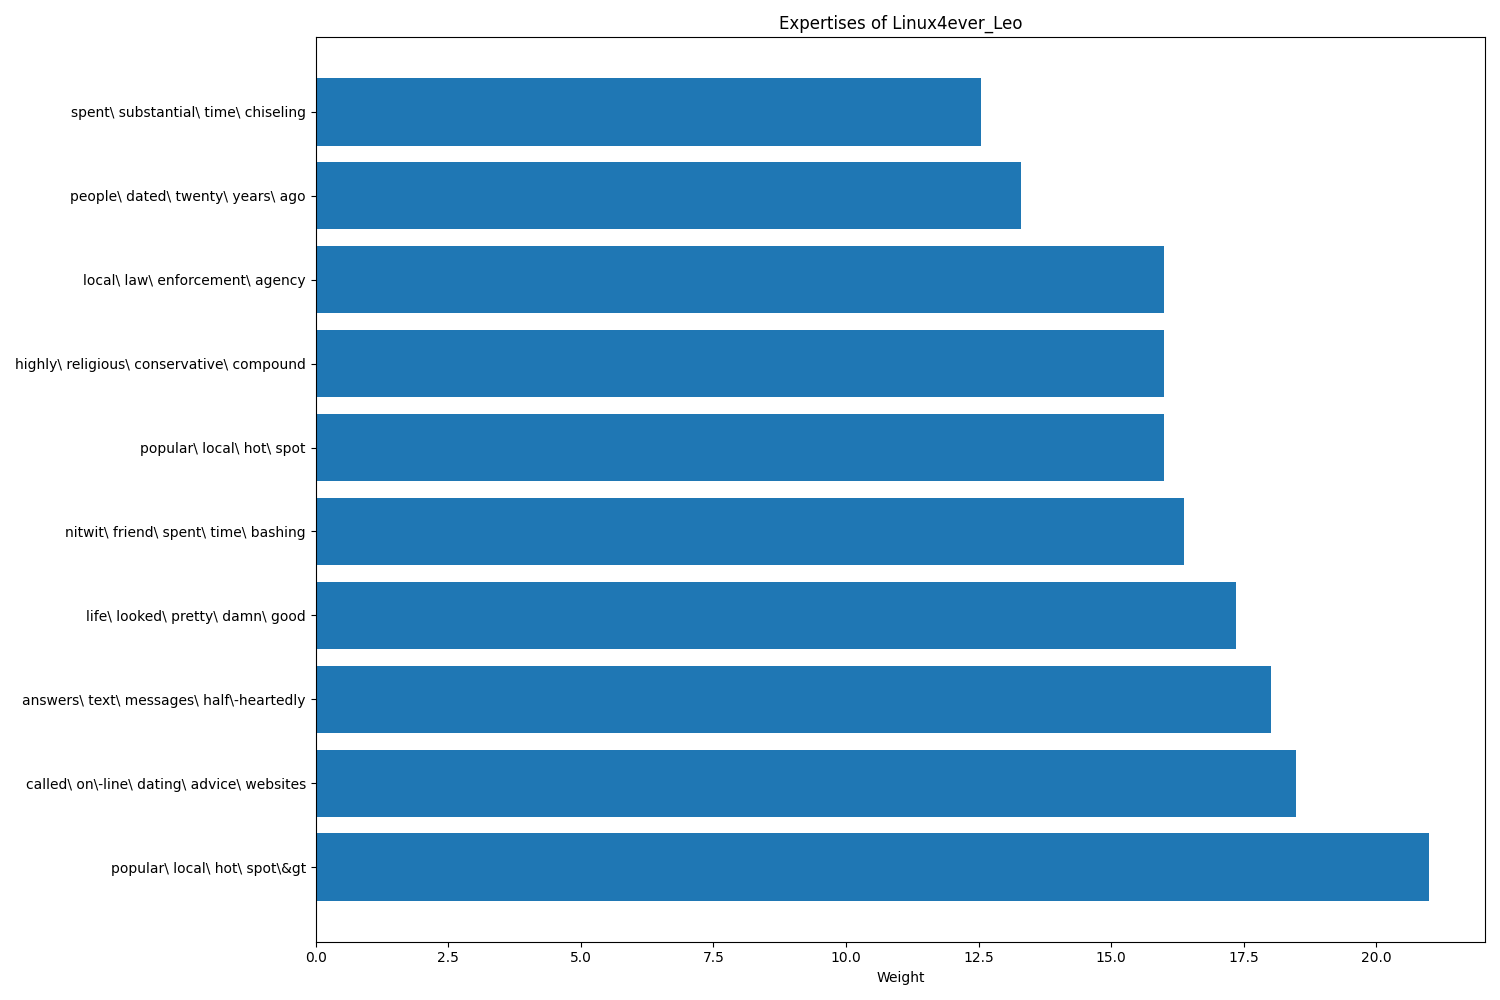 Expertises of Linux4ever_Leo
spent\ substantial\ time\ chiseling
people\ dated\ twenty\ years\ ago
local\ law\ enforcement\ agency
highly\ religious\ conservative\ compound
popular\ local\ hot\ spot
nitwit\ friend\ spent\ time\ bashing
life\ looked\ pretty\ damn\ good
answers\ text\ messages\ half\-heartedly
called\ on\-line\ dating\ advice\ websites
popular\ local\ hot\ spot\&gt
0.0 2.5 5.0 7.5 10.0 12.5 15.0 17.5 20.0
Weight